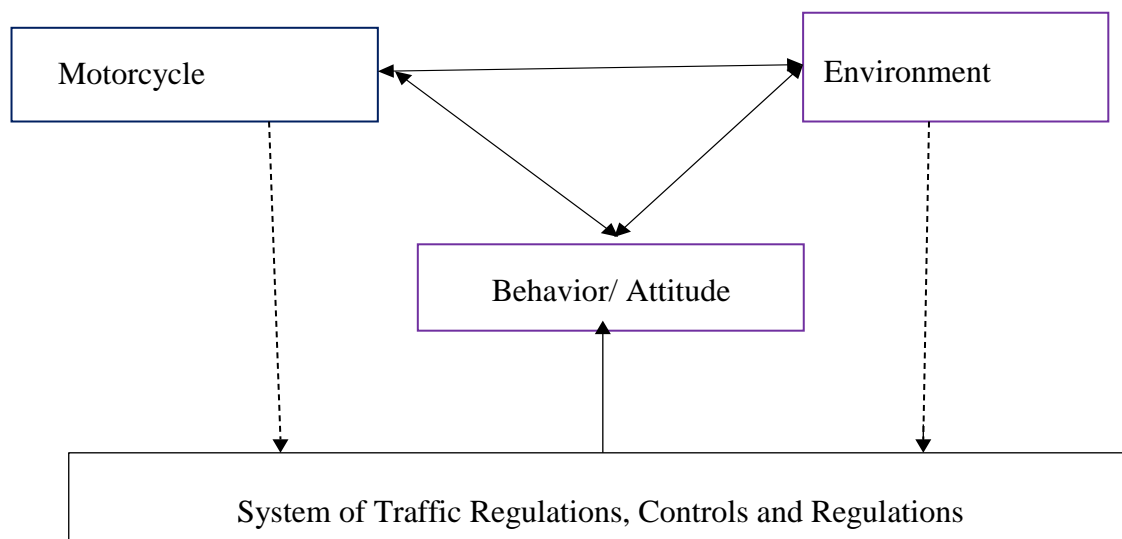 Motorcycle
Environment
Behavior/ Attitude
System of Traffic Regulations, Controls and Regulations